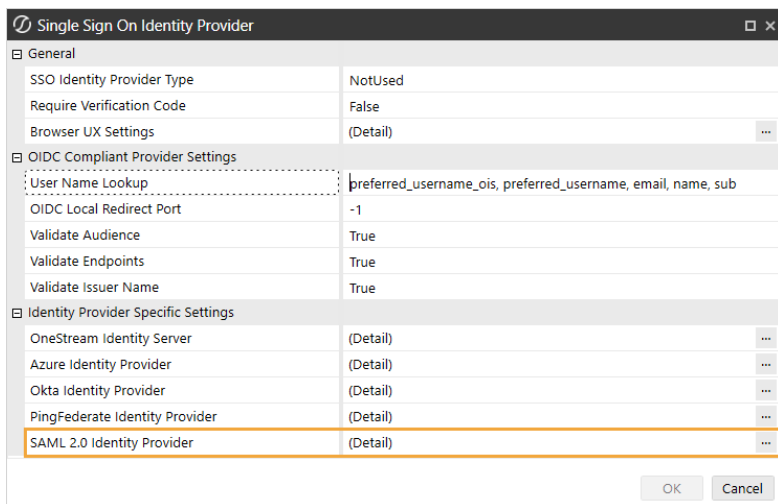 Single Sign On Identity Provider
General
SSO Identity Provider Type NotUsed
Require Verification Code False
Browser UX Settings (Detail) ...
OIDC Compliant Provider Settings
User Name Lookup preferred_username_ois, preferred_username, email, name, sub
OIDC Local Redirect Port -1
Validate Audience True
Validate Endpoints True
Validate Issuer Name True
Identity Provider Specific Settings
OneStream Identity Server (Detail) ...
Azure Identity Provider (Detail) ...
Okta Identity Provider (Detail) ...
PingFederate Identity Provider (Detail) ...
SAML 2.0 Identity Provider (Detail) ...
OK Cancel